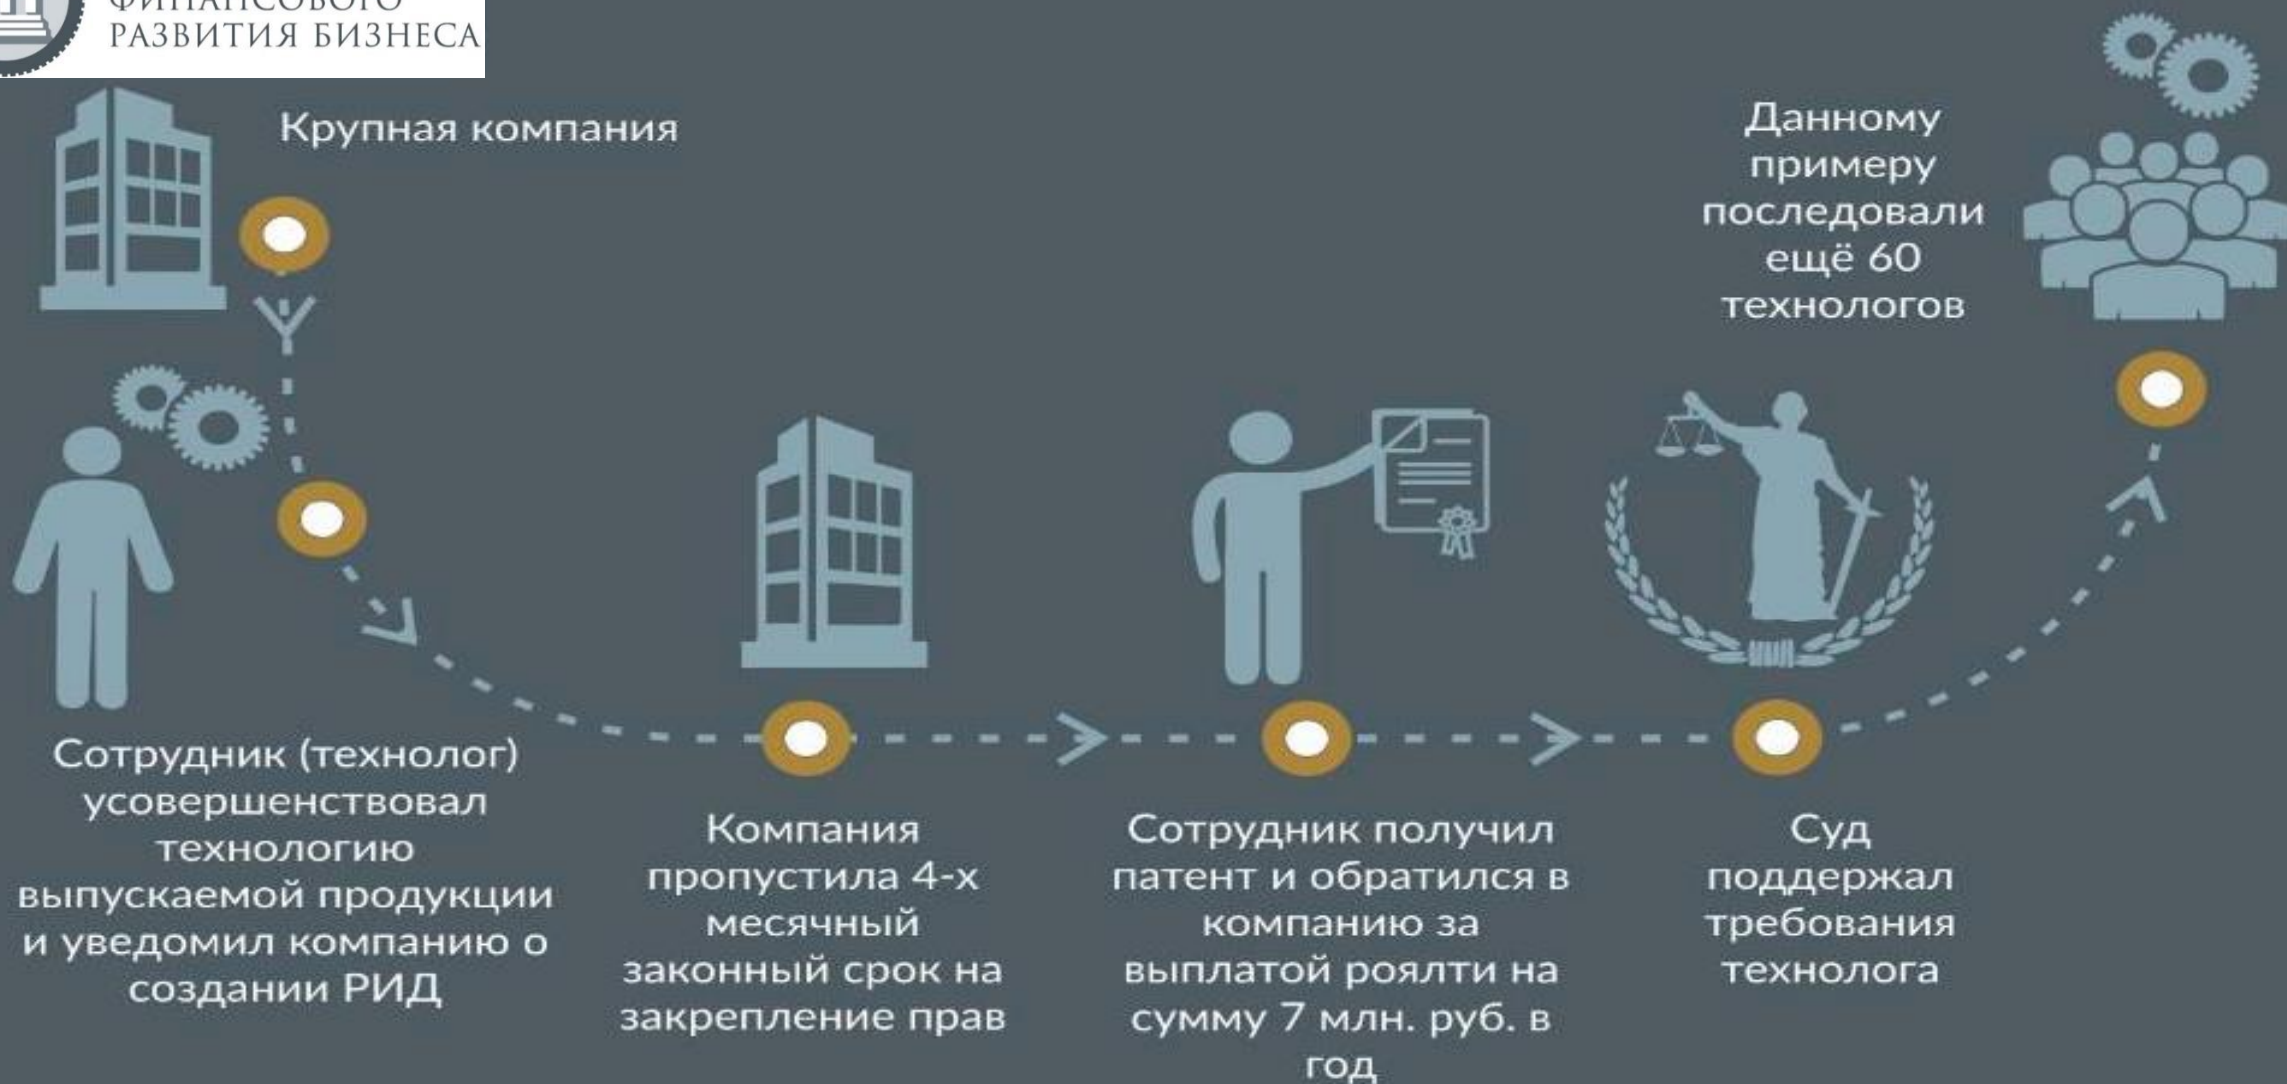 ФИНАНСОВОГО
РАЗВИТИЯ БИЗНЕСА
Крупная компания
Сотрудник (технолог)
усовершенствовал
технологию
выпускаемой продукции
и уведомил компанию о
создании РИД
Компания
пропустила 4-х
месячный
законный срок на
закрепление прав
Сотрудник получил
патент и обратился в
компанию за
выплатой роялти на
сумму 7 млн. руб. в
год
Суд
поддержал
требования
технолога
Данному
примеру
последовали
ещё 60
технологов